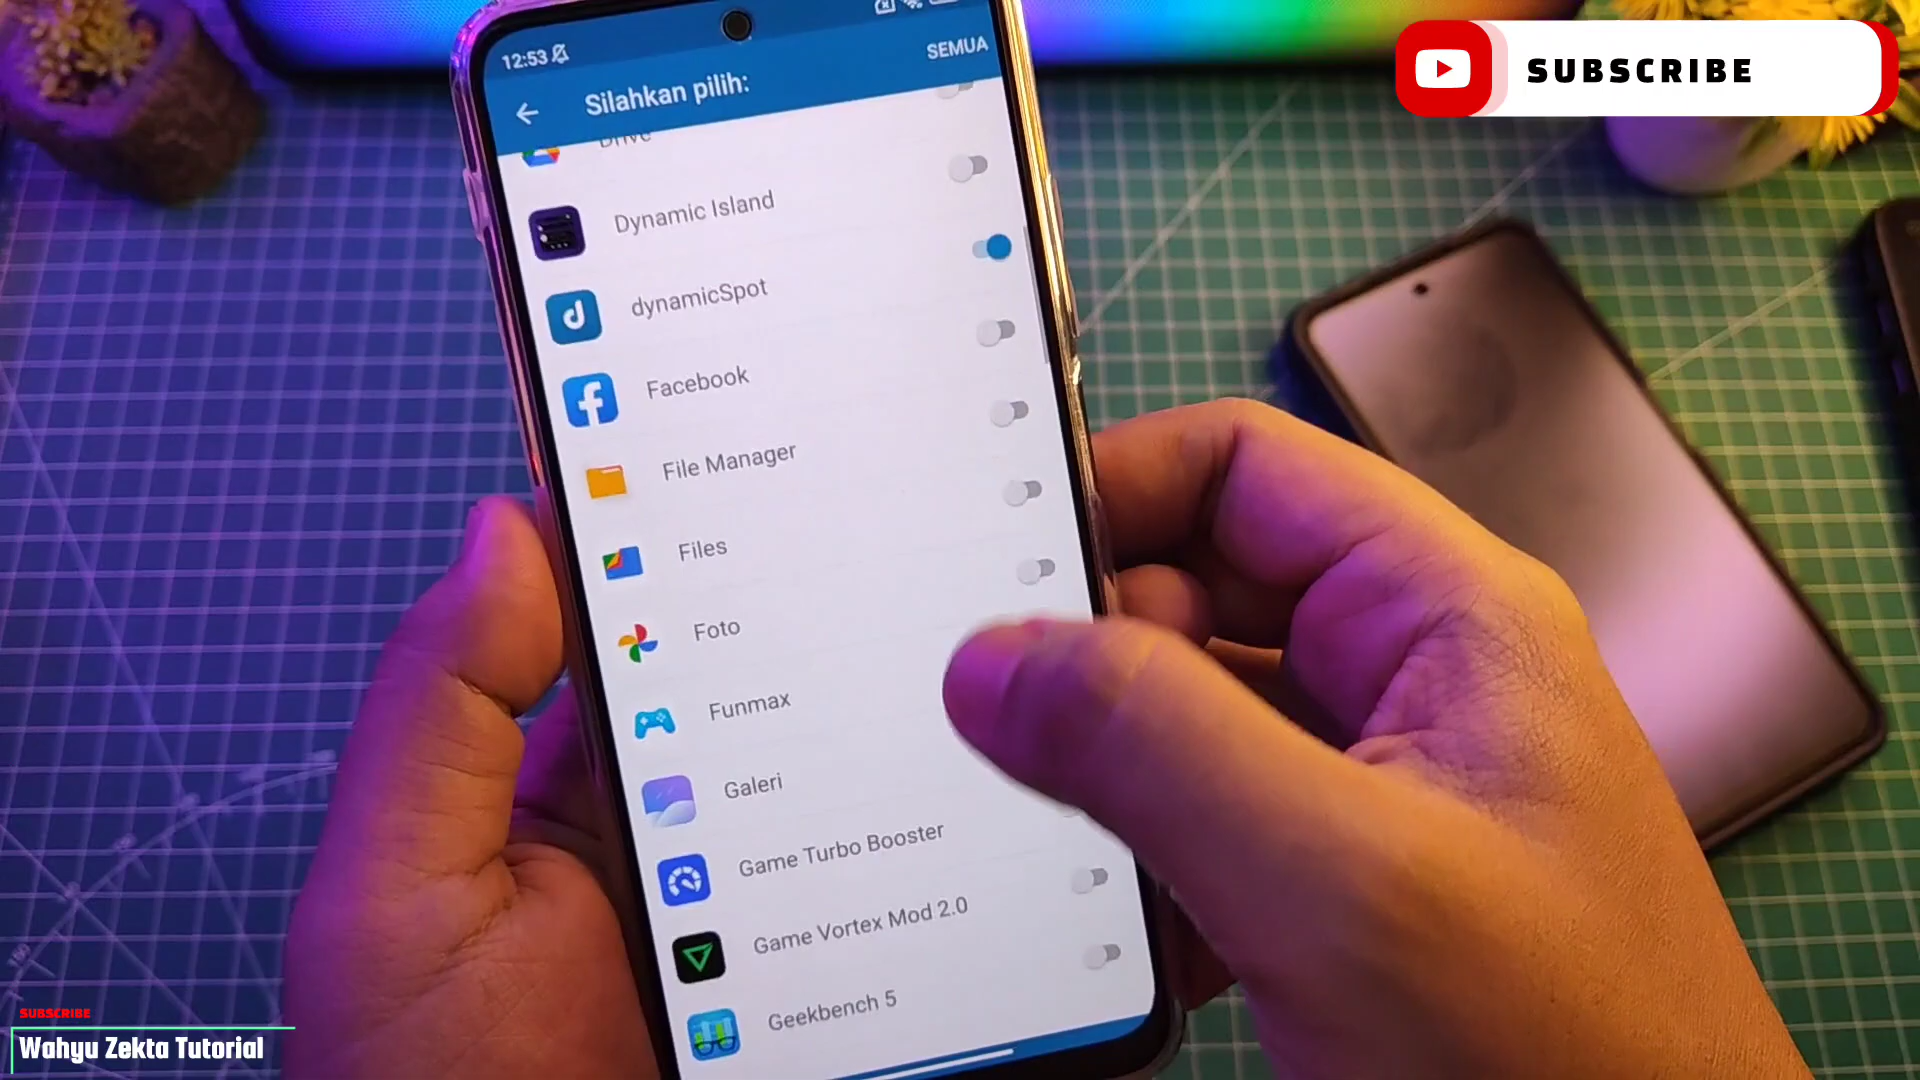 12:53
SEMUA
Silahkan pilih:
Drive
Dynamic Island
dynamicSpot
Facebook
File Manager
Files
Foto
Funmax
Galeri
Game Turbo Booster
Game Vortex Mod 2.0
Geekbench 5
SUBSCRIBE
SUBSCRIBE
Wahyu Zekta Tutorial